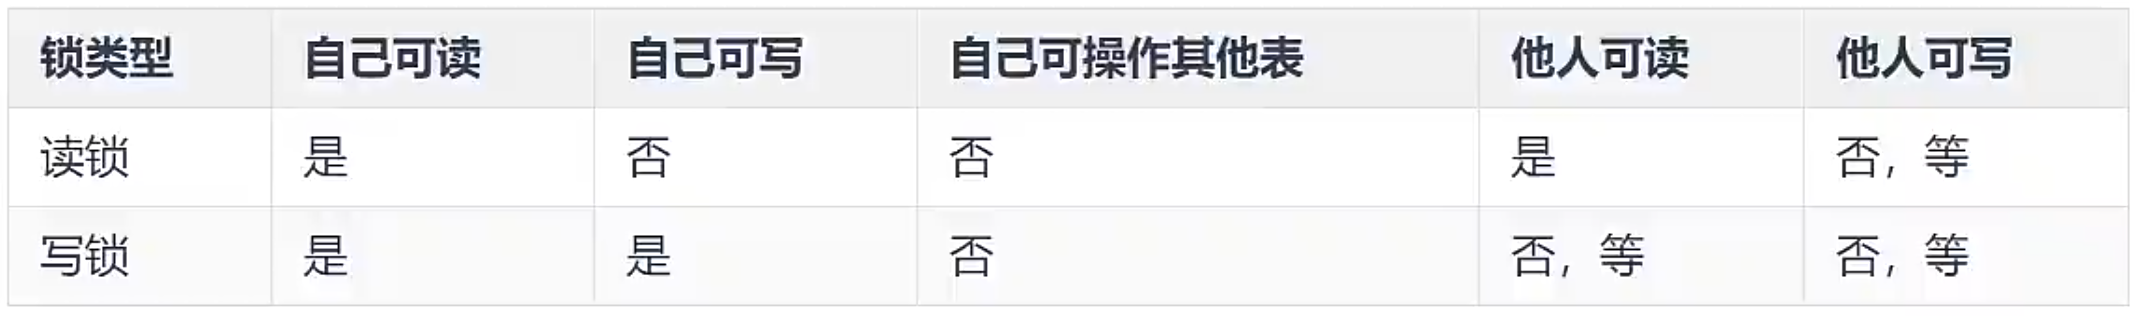 锁类型 自己可读 自己可写 自己可操作其他表 他人可读 他人可写
读锁 是 否 否 是 否，等
写锁 是 是 否 否，等 否，等